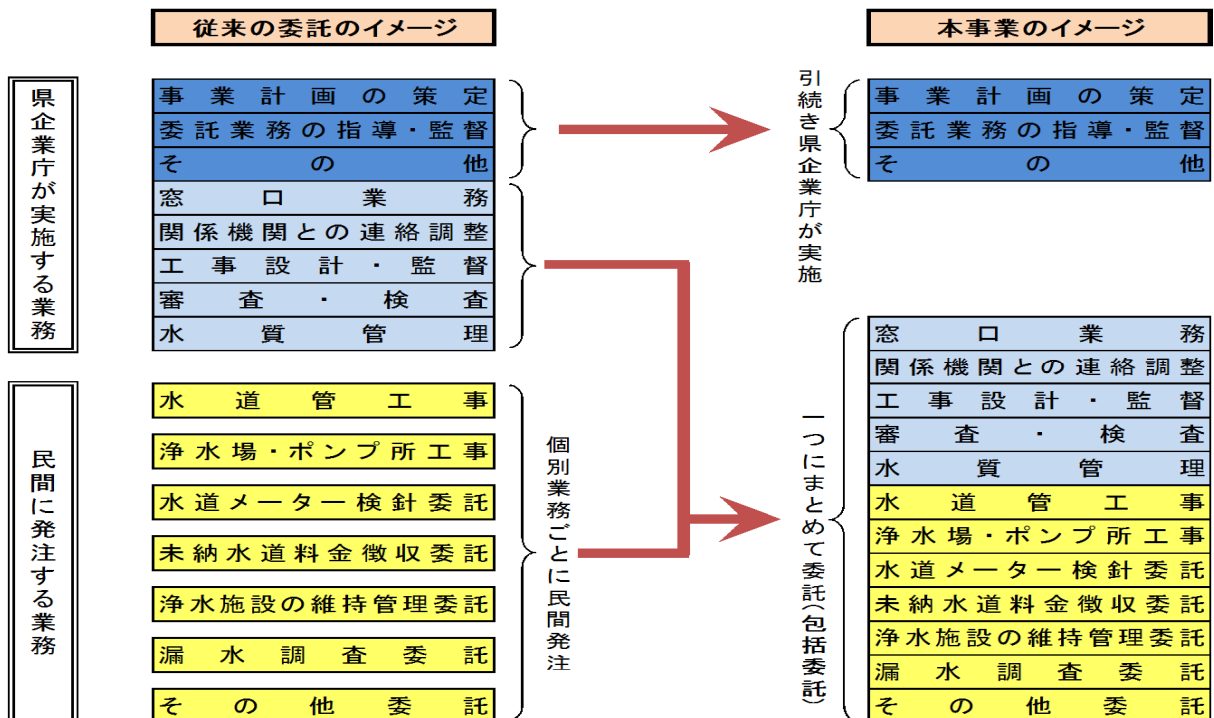 従来の委託のイメージ
本事業のイメージ
県企業庁が実施する業務
事業計画の策定
委託業務の指導・監督
その他
窓口業務
関係機関との連絡調整
工事設計・監督
審査・検査
水質管理
民間に発注する業務
水道管工事
浄水場・ポンプ所工事
水道メーター検針委託
未納水道料金徴収委託
浄水施設の維持管理委託
漏水調査委託
その他委託
個別業務ごとに民間発注
引続き県企業庁が実施
事業計画の策定
委託業務の指導・監督
その他
一つにまとめて委託(包括委託)
窓口業務
関係機関との連絡調整
工事設計・監督
審査・検査
水質管理
水道管工事
浄水場・ポンプ所工事
水道メーター検針委託
未納水道料金徴収委託
浄水施設の維持管理委託
漏水調査委託
その他委託